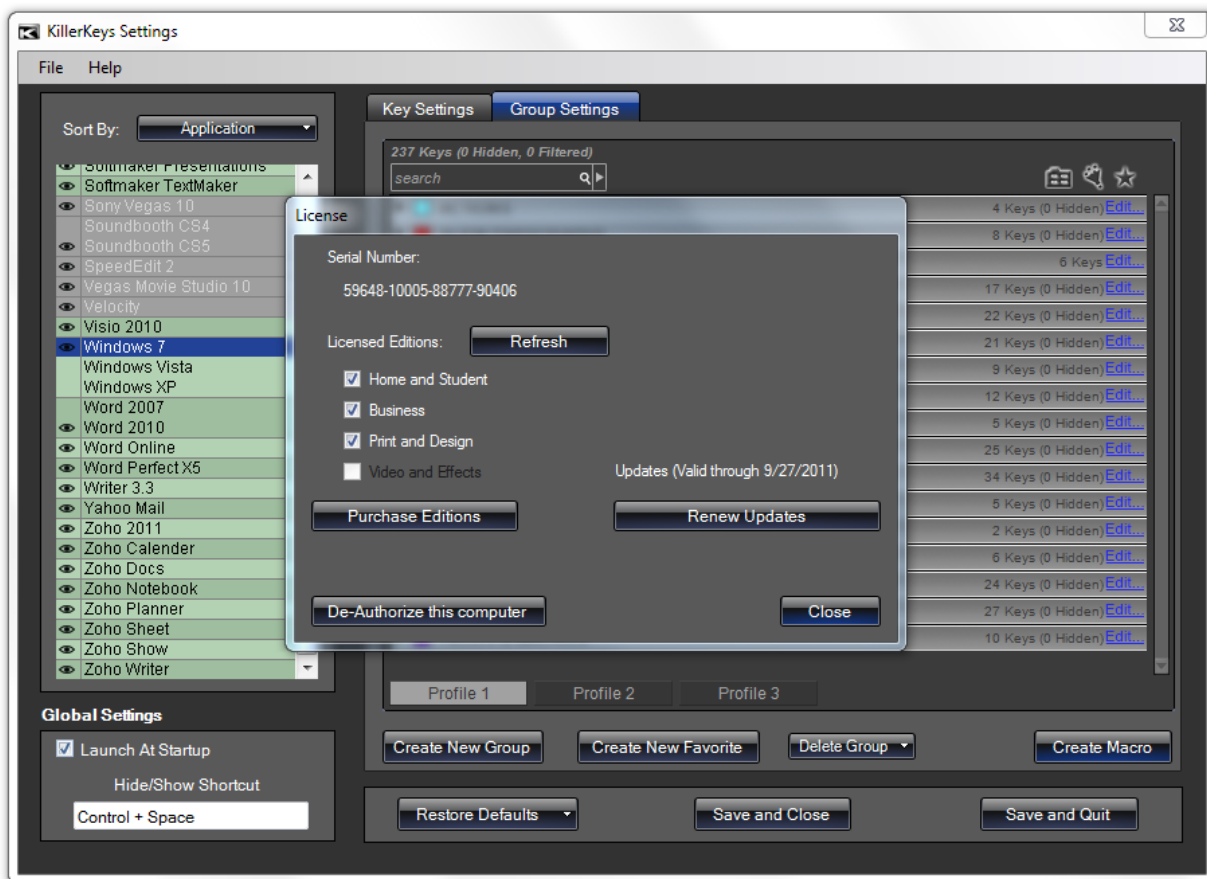 KillerKeys Settings
File Help
Sort By: Application
Softmaker Presentations
Softmaker TextMaker
Sony Vegas 10
Soundbooth CS4
Soundbooth CS5
SpeedEdit 2
Vegas Movie Studio 10
Velocity
Visio 2010
Windows 7
Windows Vista
Windows XP
Word 2007
Word 2010
Word Online
Word Perfect X5
Writer 3.3
Yahoo Mail
Zoho 2011
Zoho Calender
Zoho Docs
Zoho Notebook
Zoho Planner
Zoho Sheet
Zoho Show
Zoho Writer
Global Settings
Launch At Startup
Hide/Show Shortcut
Control + Space
Key Settings Group Settings
237 Keys (0 Hidden, 0 Filtered)
search
4 Keys (0 Hidden) Edit...
8 Keys (0 Hidden) Edit...
6 Keys Edit...
17 Keys (0 Hidden) Edit...
22 Keys (0 Hidden) Edit...
21 Keys (0 Hidden) Edit...
9 Keys (0 Hidden) Edit...
12 Keys (0 Hidden) Edit...
5 Keys (0 Hidden) Edit...
25 Keys (0 Hidden) Edit...
34 Keys (0 Hidden) Edit...
5 Keys (0 Hidden) Edit...
2 Keys (0 Hidden) Edit...
6 Keys (0 Hidden) Edit...
24 Keys (0 Hidden) Edit...
27 Keys (0 Hidden) Edit...
10 Keys (0 Hidden) Edit...
License
Serial Number:
59648-10005-88777-90406
Licensed Editions: Refresh
Home and Student
Business
Print and Design
Video and Effects Updates (Valid through 9/27/2011)
Purchase Editions Renew Updates
De-Authorize this computer Close
Profile 1 Profile 2 Profile 3
Create New Group Create New Favorite Delete Group Create Macro
Restore Defaults Save and Close Save and Quit